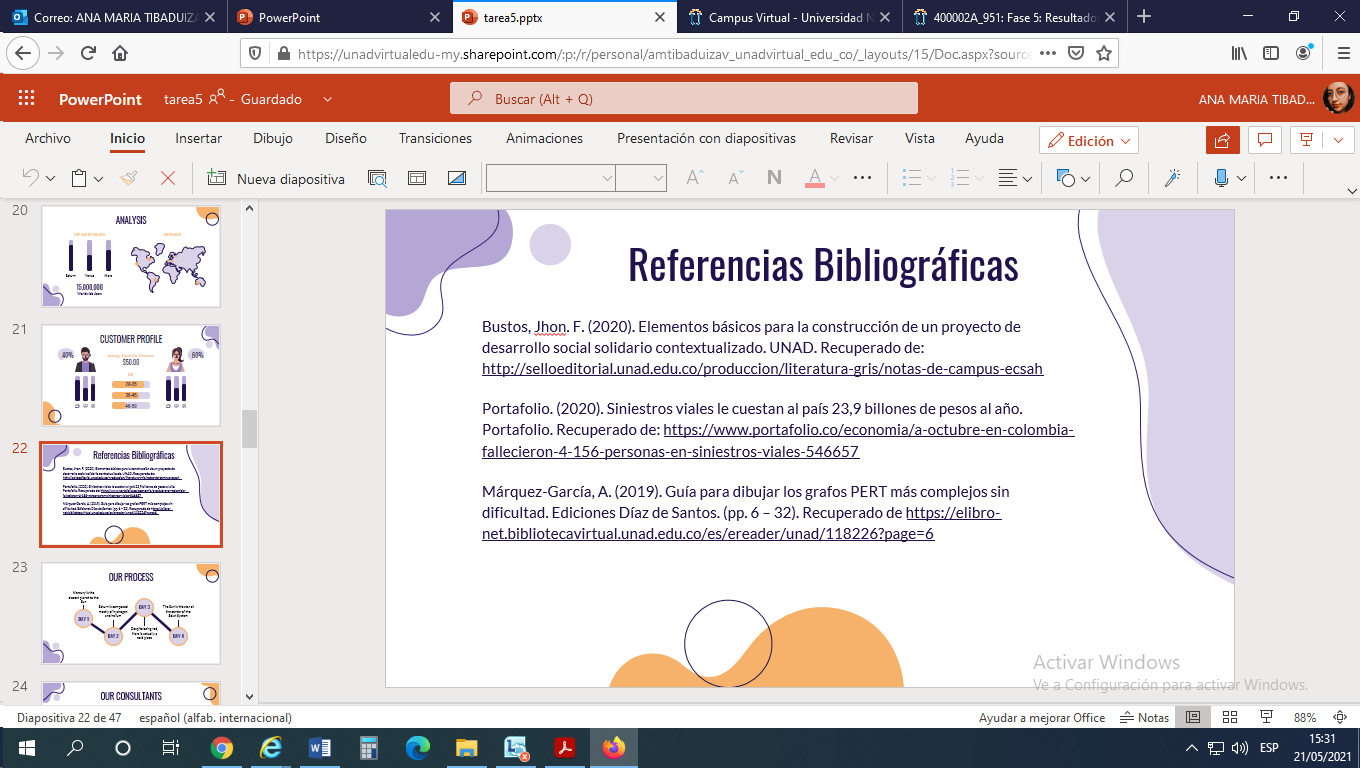 Correo: ANA MARIA TIBADUIZA
PowerPoint
tarea5.pptx
Campus Virtual - Universidad N
400002A_951: Fase 5: Resultado
https://unadvirtualedu-my.sharepoint.com/:p:/r/personal/amtibaduizav_unadvirtual_edu_co/_layouts/15/Doc.aspx?source
PowerPoint
tarea5 - Guardado
Buscar (Alt + Q)
ANA MARIA TIBAD...
Archivo
Inicio
Insertar
Dibujo
Diseño
Transiciones
Animaciones
Presentación con diapositivas
Revisar
Vista
Ayuda
Edición
Nueva diapositiva
N
A
20
ANALYSIS
15,000,000
21
CUSTOMER PROFILE
40%
60%
$50.00
22
Referencias Bibliográficas
23
OUR PROCESS
DAY 1
DAY 2
DAY 3
DAY 4
24
OUR CONSULTANTS
Referencias Bibliográficas
Bustos, Jhon. F. (2020). Elementos básicos para la construcción de un proyecto de
desarrollo social solidario contextualizado. UNAD. Recuperado de:
http://selloeditorial.unad.edu.co/produccion/literatura-gris/notas-de-campus-ecsah
Portafolio. (2020). Siniestros viales le cuestan al país 23,9 billones de pesos al año.
Portafolio. Recuperado de: https://www.portafolio.co/economia/a-octubre-en-colombia-
fallecieron-4-156-personas-en-siniestros-viales-546657
Márquez-García, A. (2019). Guía para dibujar los grafos PERT más complejos sin
dificultad. Ediciones Díaz de Santos. (pp. 6 – 32). Recuperado de https://elibro-
net.bibliotecavirtual.unad.edu.co/es/ereader/unad/118226?page=6
Activar Windows
Ve a Configuración para activar Windows.
Diapositiva 22 de 47
español (alfab. internacional)
Ayudar a mejorar Office
Notas
88%
ESP
15:31
21/05/2021